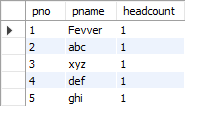 pno pname headcount
1 Fevver 1
2 abc 1
3 xyz 1
4 def 1
5 ghi 1